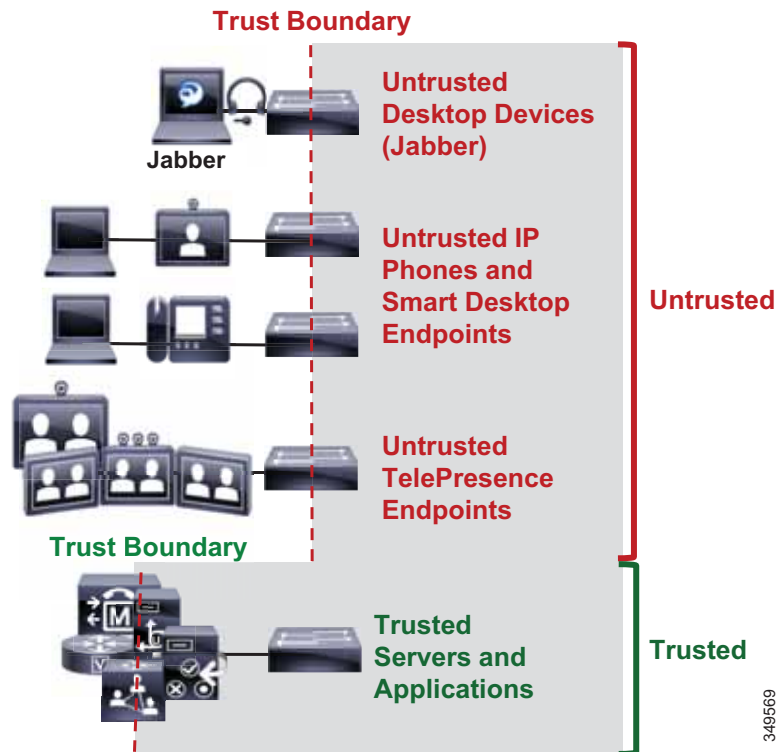 Trust Boundary
Untrusted
Desktop Devices
(Jabber)
Jabber
Untrusted IP
Phones and
Smart Desktop
Endpoints
Untrusted
Untrusted
TelePresence
Endpoints
Trust Boundary
M
V
Trusted
Servers and
Applications
Trusted
349569